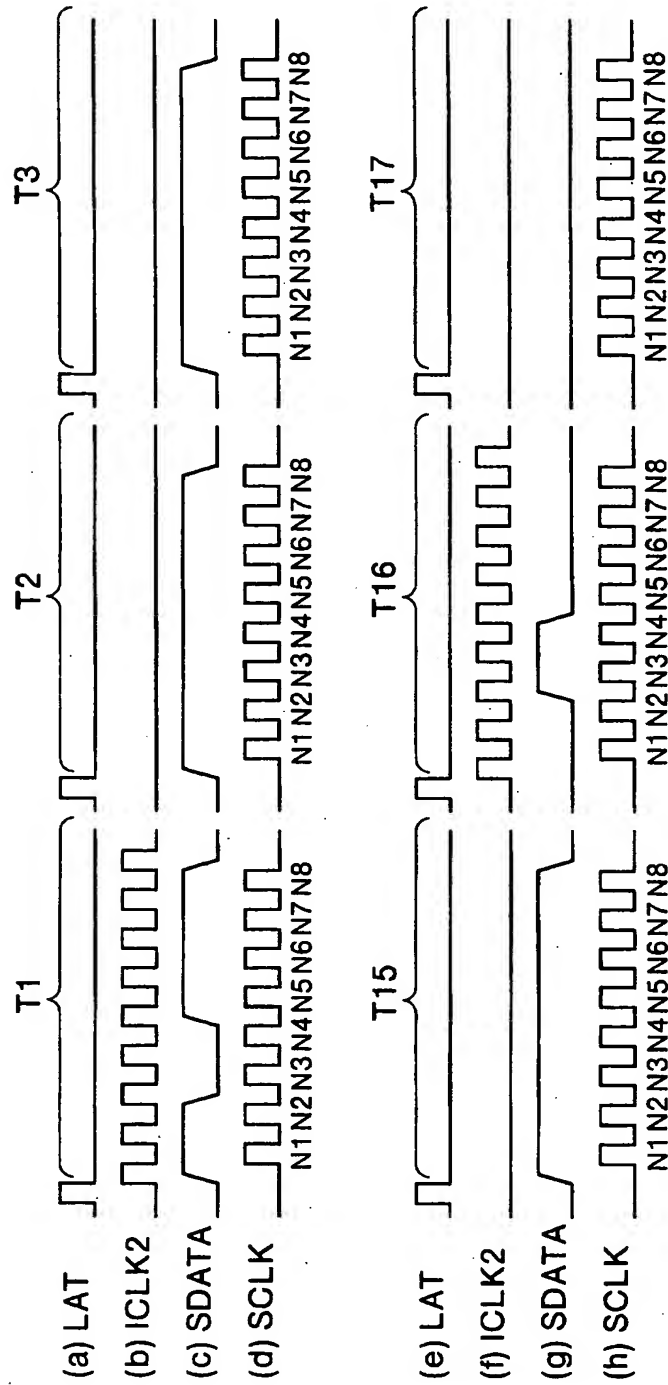 T1 T2 T3
(a) LAT
(b) ICLK2
(c) SDATA
(d) SCLK
N1 N2 N3 N4 N5 N6 N7 N8 N1 N2 N3 N4 N5 N6 N7 N8 N1 N2 N3 N4 N5 N6 N7 N8
T15 T16 T17
(e) LAT
(f) ICLK2
(g) SDATA
(h) SCLK
N1 N2 N3 N4 N5 N6 N7 N8 N1 N2 N3 N4 N5 N6 N7 N8 N1 N2 N3 N4 N5 N6 N7 N8